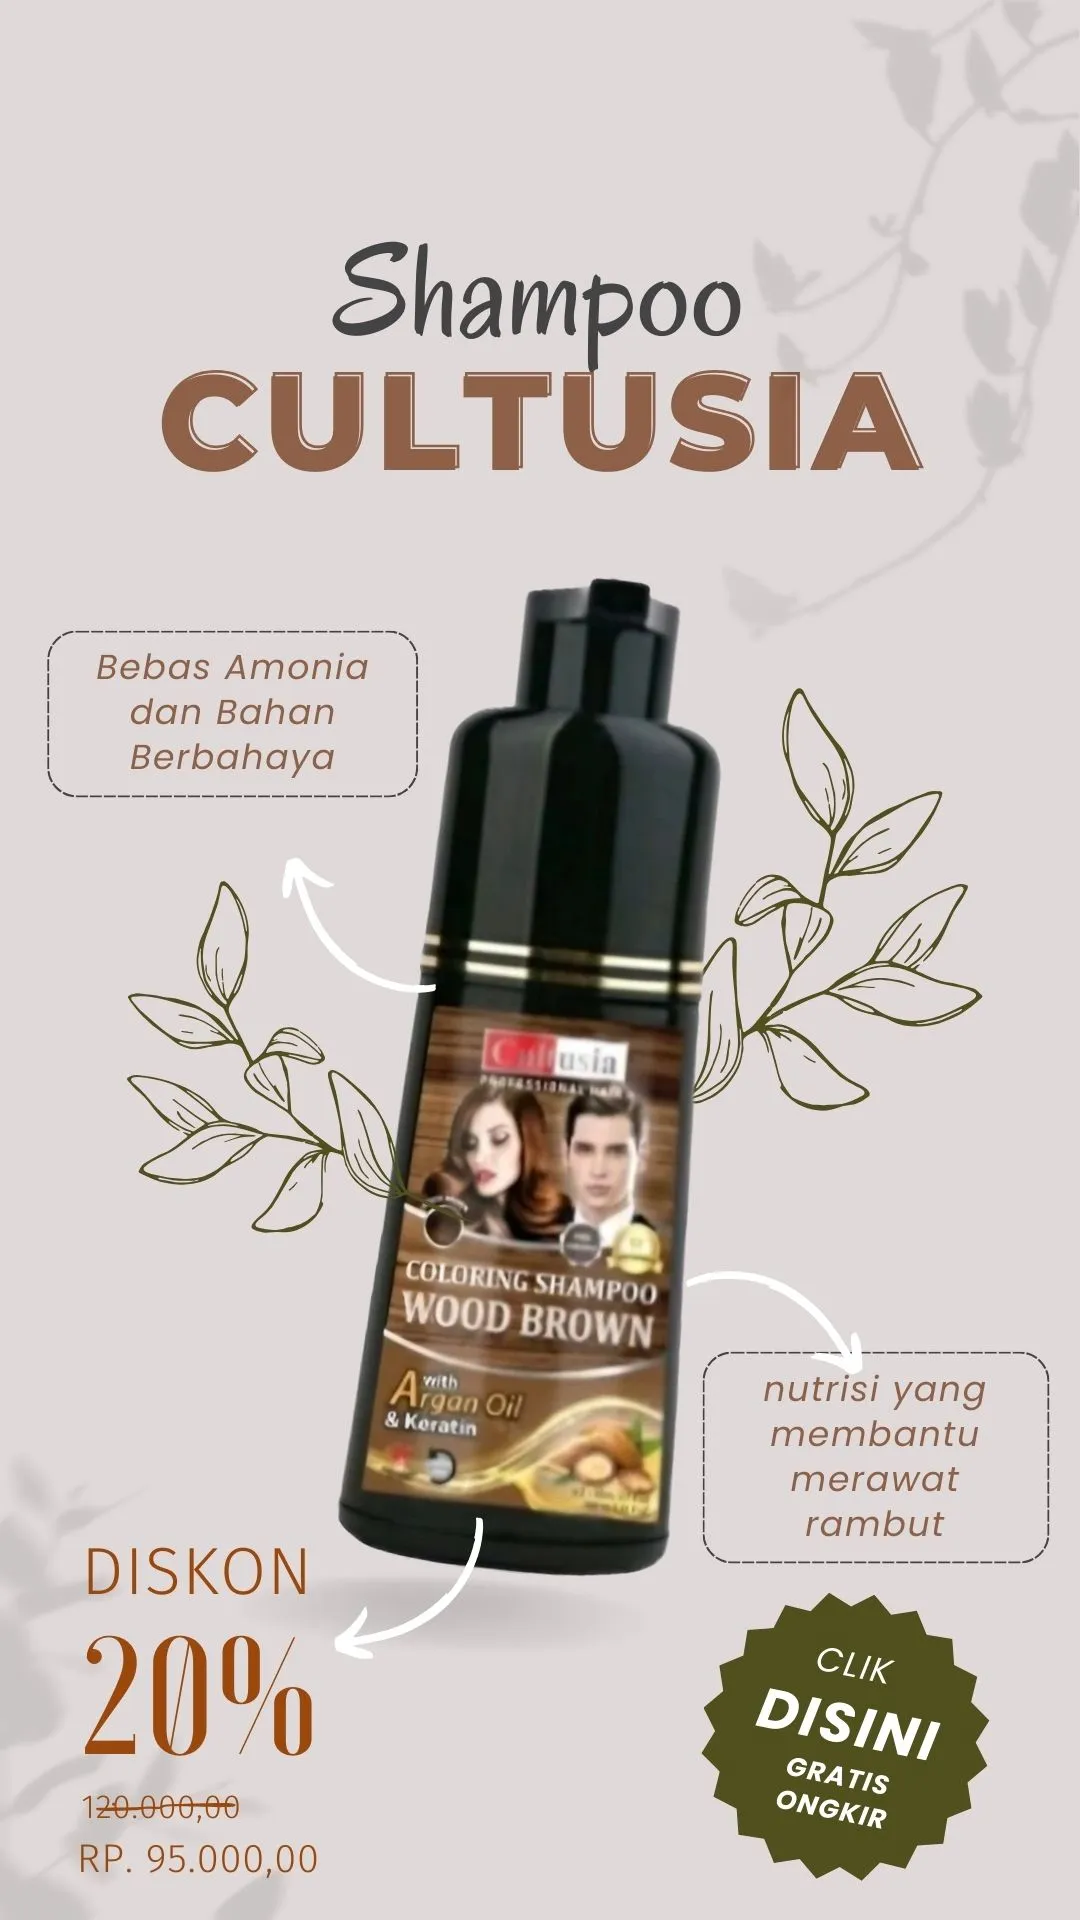 Shampoo
CULTUSIA
Bebas Amonia
dan Bahan
Berbahaya
Cultusia
PROFESSIONAL HAIR
COLORING SHAMPOO
WOOD BROWN
with
Argan Oil
& Keratin
nutrisi yang
membantu
merawat
rambut
DISKON
20%
120.000,00
RP. 95.000,00
CLIK
DISINI
GRATIS
ONGKIR